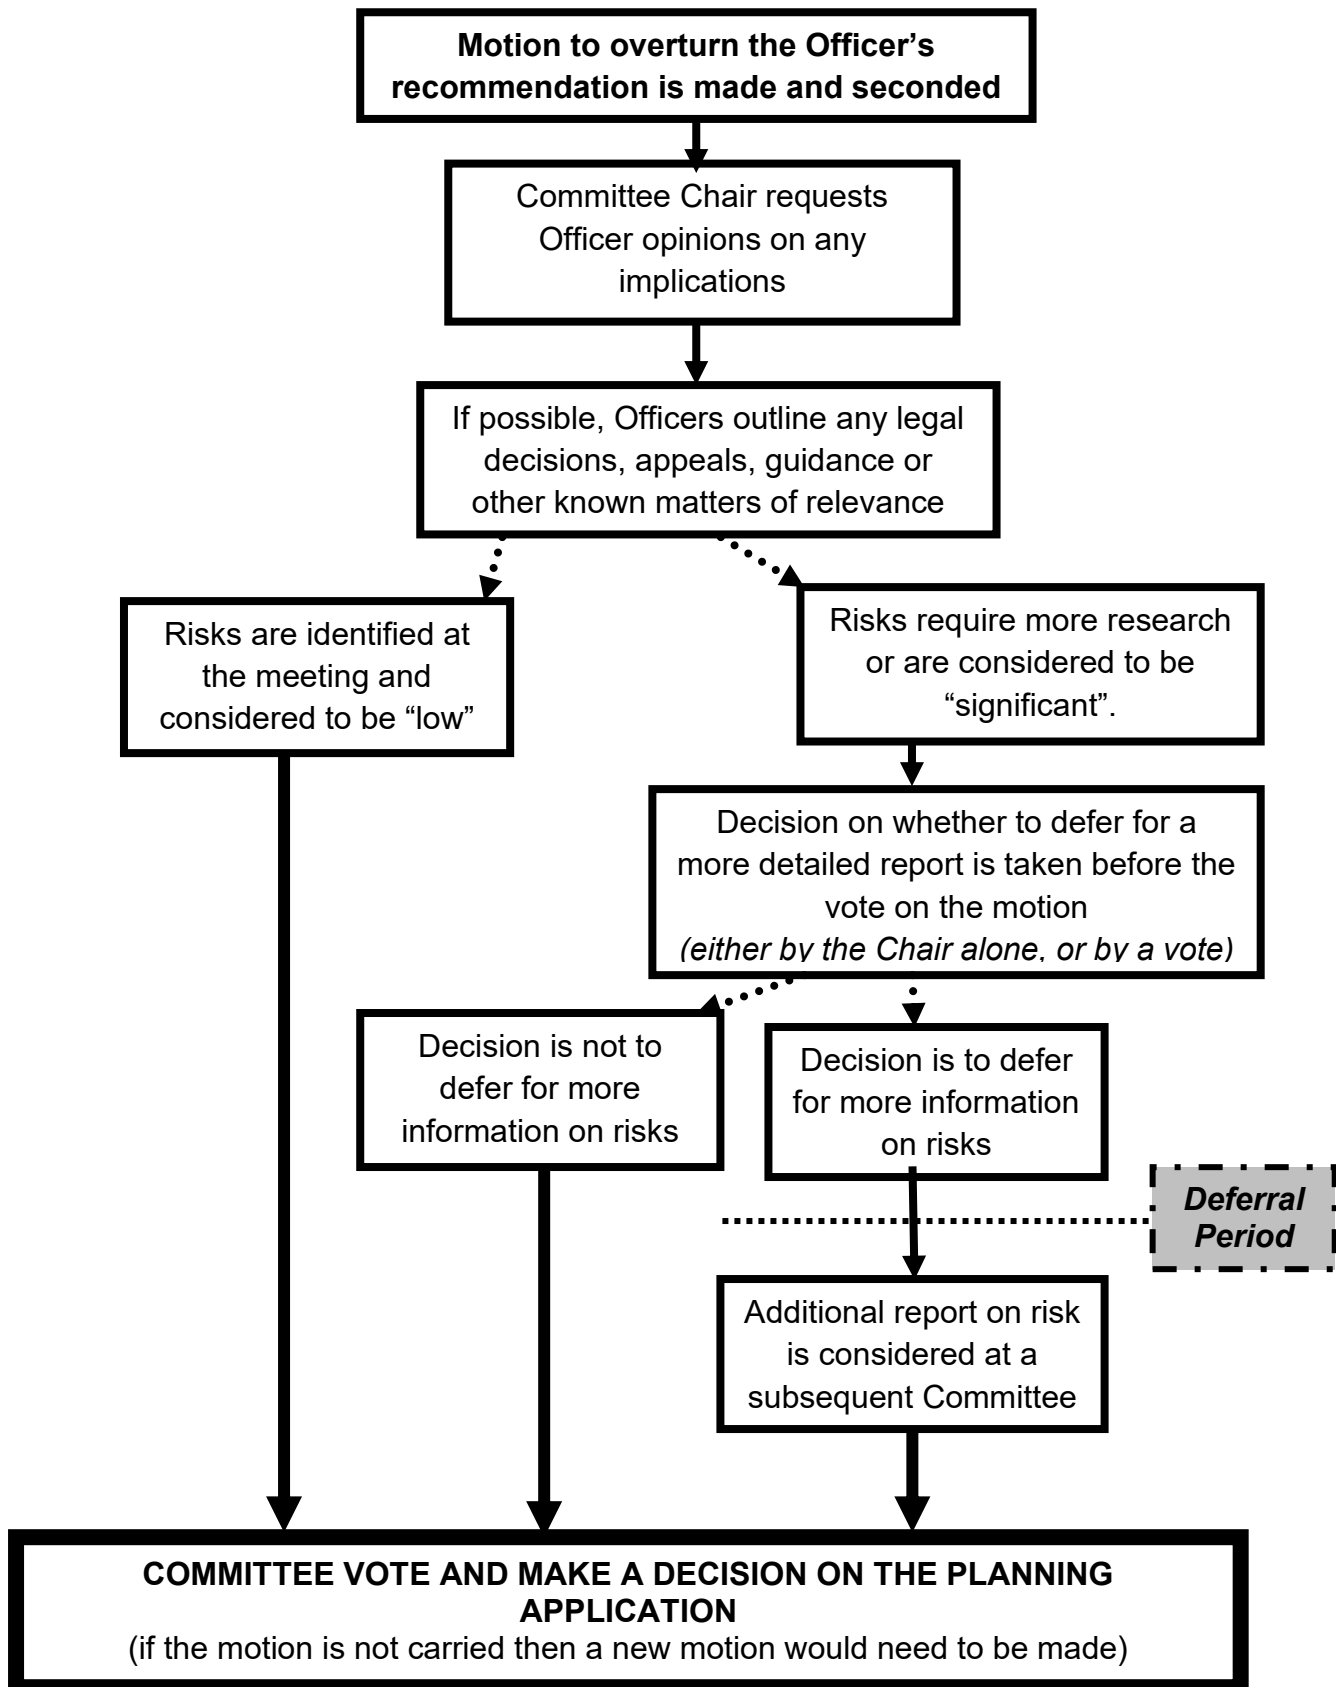 Motion to overturn the Officer’s
recommendation is made and seconded
Committee Chair requests
Officer opinions on any
implications
If possible, Officers outline any legal
decisions, appeals, guidance or
other known matters of relevance
Risks are identified at
the meeting and
considered to be “low”
Risks require more research
or are considered to be
“significant”.
Decision on whether to defer for a
more detailed report is taken before the
vote on the motion
(either by the Chair alone, or by a vote)
Decision is not to
defer for more
information on risks
Decision is to defer
for more information
on risks
Deferral
Period
Additional report on risk
is considered at a
subsequent Committee
COMMITTEE VOTE AND MAKE A DECISION ON THE PLANNING
APPLICATION
(if the motion is not carried then a new motion would need to be made)